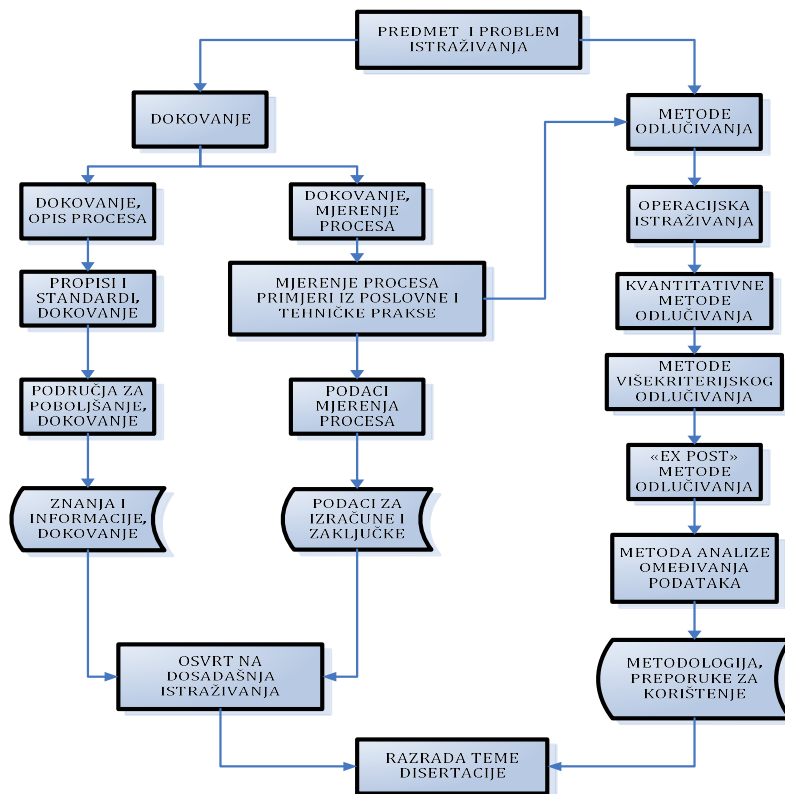 PREDMET I PROBLEM
ISTRAŽIVANJA
DOKOVANJE
METODE
ODLUČIVANJA
DOKOVANJE,
OPIS PROCESA
DOKOVANJE,
MJERENJE
PROCESA
OPERACIJSKA
ISTRAŽIVANJA
PROPISI I
STANDARDI,
DOKOVANJE
MJERENJE PROCESA
PRIMJERI IZ POSLOVNE I
TEHNIČKE PRAKSE
KVANTITATIVNE
METODE
ODLUČIVANJA
METODE
VIŠEKRITERIJSKOG
ODLUČIVANJA
PODRUČJA ZA
POBOLJŠANJE,
DOKOVANJE
PODACI
MJERENJA
PROCESA
«EX POST»
METODE
ODLUČIVANJA
ZNANJA I
INFORMACIJE,
DOKOVANJE
PODACI ZA
IZRAČUNE I
ZAKLJUČKE
METODA ANALIZE
OMEĐIVANJA
PODATAKA
OSVRT NA
DOSADAŠNJA
ISTRAŽIVANJA
METODOLOGIJA,
PREPORUKE ZA
KORIŠTENJE
RAZRADA TEME
DISERTACIJE